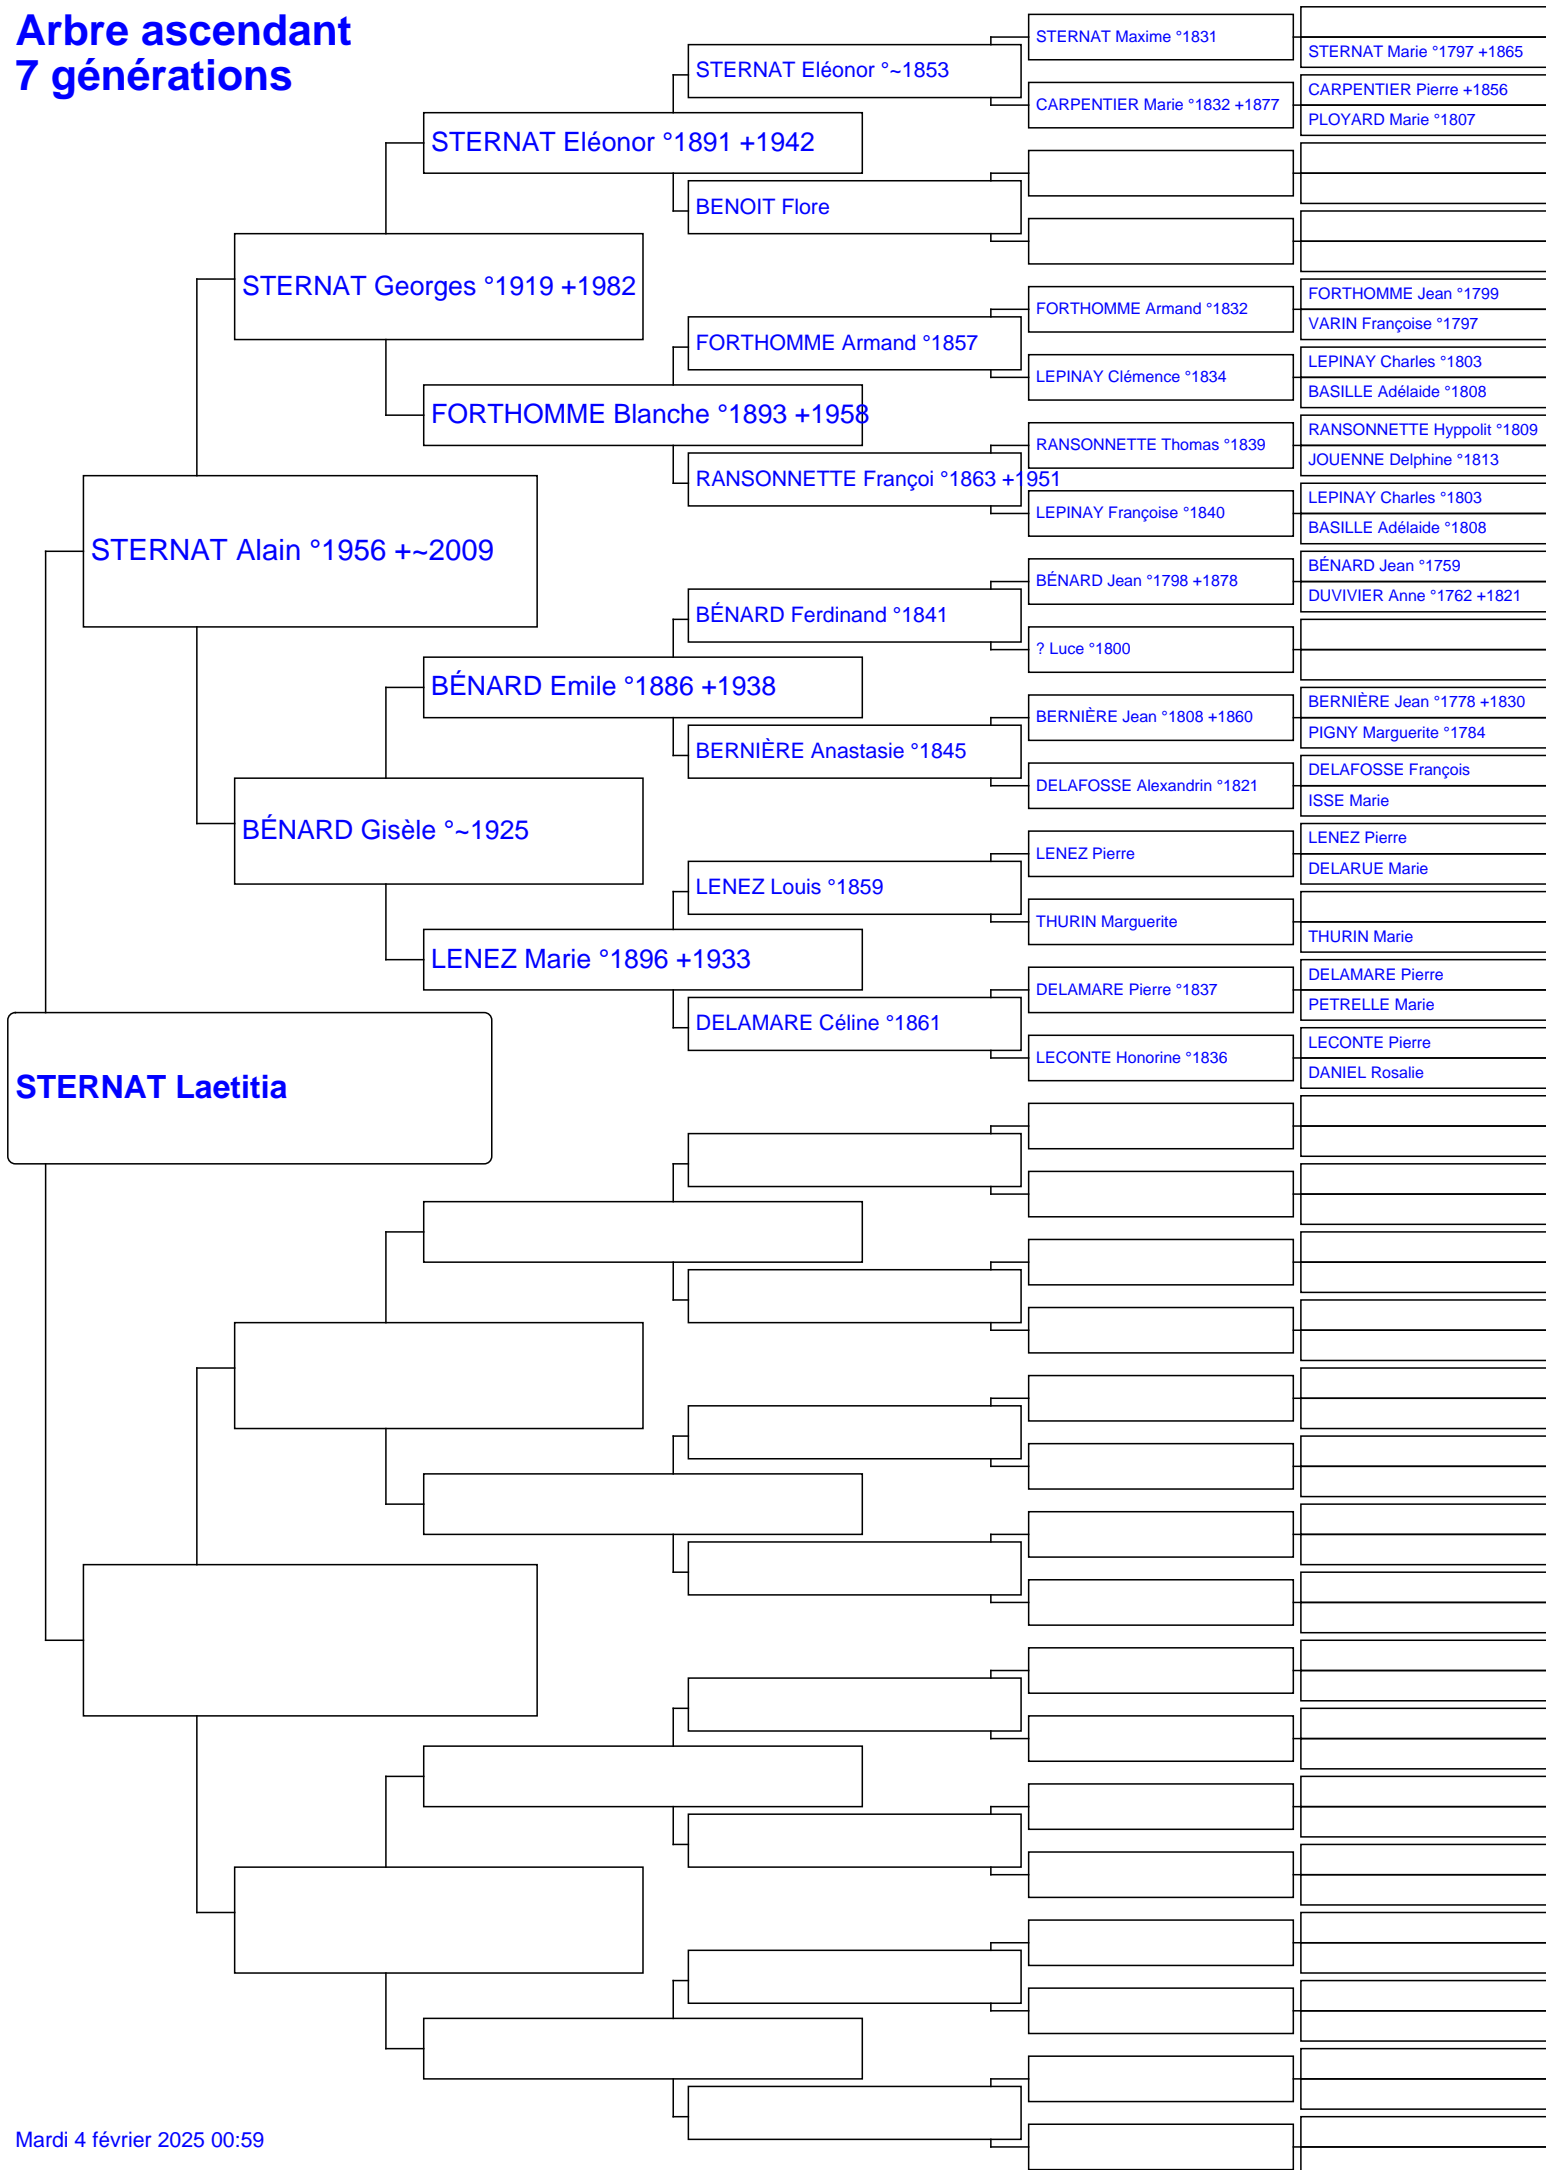 Arbre ascendant
7 générations
STERNAT Laetitia
STERNAT Alain °1956 +~2009
STERNAT Georges °1919 +1982
BÉNARD Gisèle °~1925
STERNAT Eléonor °1891 +1942
FORTHOMME Blanche °1893 +1958
BÉNARD Emile °1886 +1938
LENEZ Marie °1896 +1933
STERNAT Eléonor °~1853
BENOIT Flore
FORTHOMME Armand °1857
RANSONNETTE Françoi °1863 +1951
BÉNARD Ferdinand °1841
BERNIÈRE Anastasie °1845
LENEZ Louis °1859
DELAMARE Céline °1861
STERNAT Maxime °1831
CARPENTIER Marie °1832 +1877
FORTHOMME Armand °1832
LEPINAY Clémence °1834
RANSONNETTE Thomas °1839
LEPINAY Françoise °1840
BÉNARD Jean °1798 +1878
? Luce °1800
BERNIÈRE Jean °1808 +1860
DELAFOSSE Alexandrin °1821
LENEZ Pierre
THURIN Marguerite
DELAMARE Pierre °1837
LECONTE Honorine °1836
STERNAT Marie °1797 +1865
CARPENTIER Pierre +1856
PLOYARD Marie °1807
FORTHOMME Jean °1799
VARIN Françoise °1797
LEPINAY Charles °1803
BASILLE Adélaide °1808
RANSONNETTE Hyppolit °1809
JOUENNE Delphine °1813
LEPINAY Charles °1803
BASILLE Adélaide °1808
BÉNARD Jean °1759
DUVIVIER Anne °1762 +1821
BERNIÈRE Jean °1778 +1830
PIGNY Marguerite °1784
DELAFOSSE François
ISSE Marie
LENEZ Pierre
DELARUE Marie
THURIN Marie
DELAMARE Pierre
PETRELLE Marie
LECONTE Pierre
DANIEL Rosalie
Mardi 4 février 2025 00:59